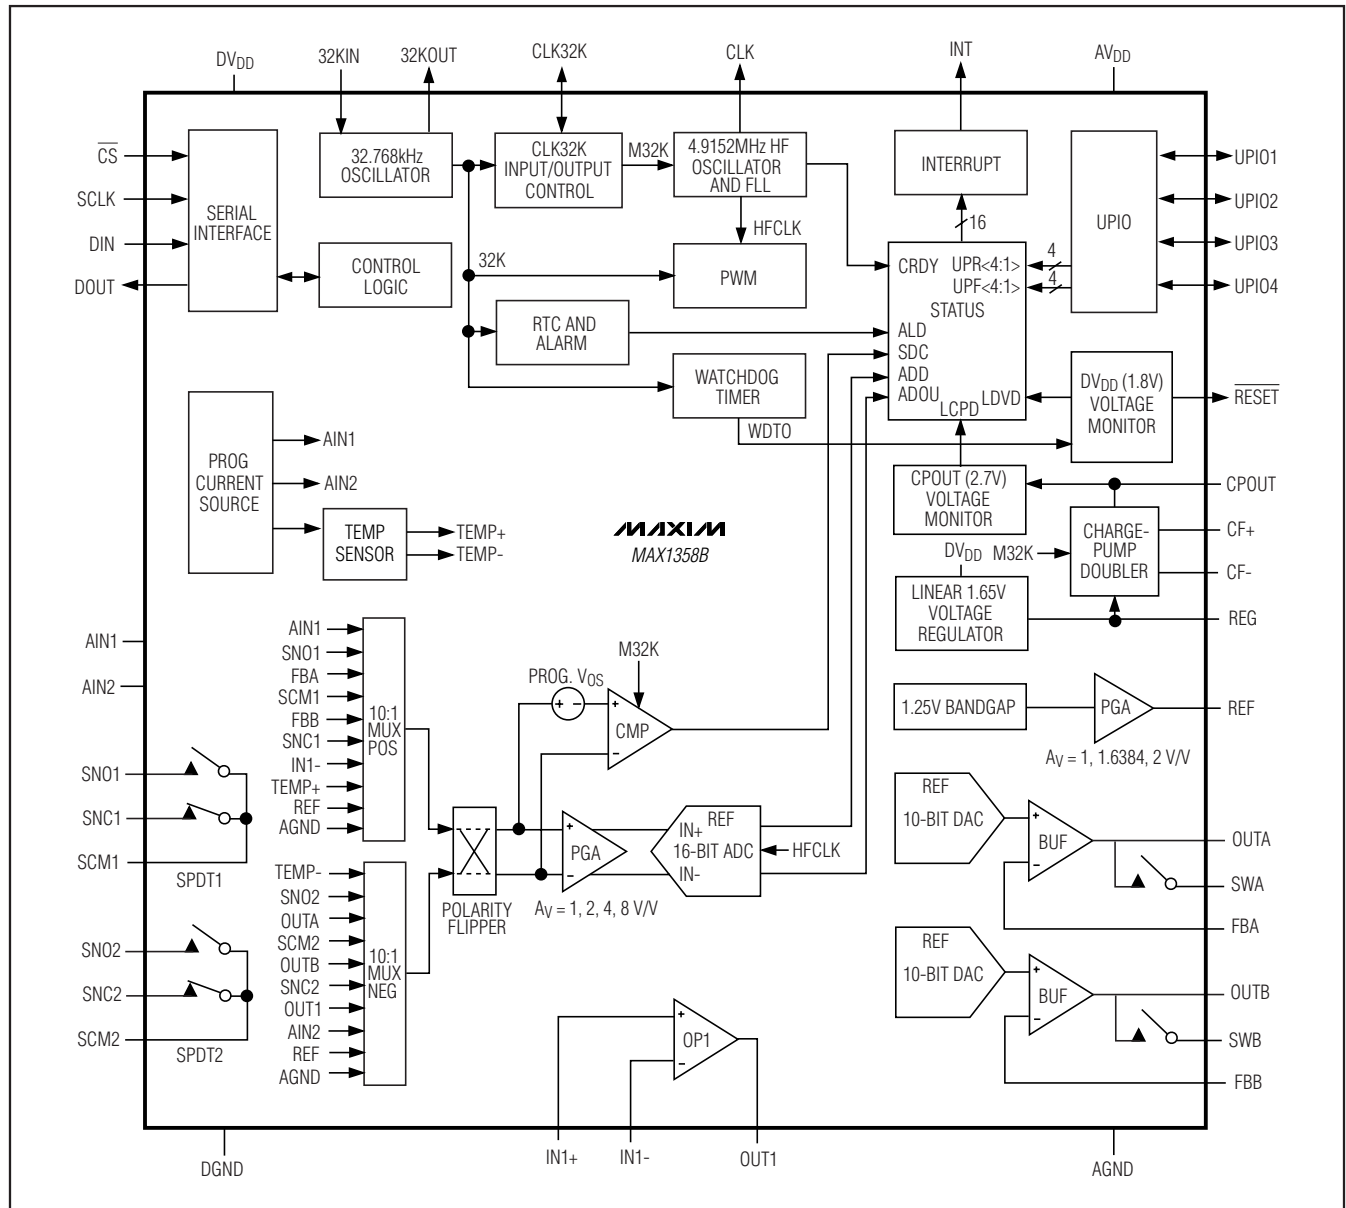 DVDD
32KIN
32KOUT
CLK32K
CLK
INT
AVDD
CS
SCLK
DIN
DOUT
SERIAL
INTERFACE
32.768kHz
OSCILLATOR
CLK32K
INPUT/OUTPUT
CONTROL
M32K
4.9152MHz HF
OSCILLATOR
AND FLL
HFCLK
INTERRUPT
16
UPIO
UPIO1
UPIO2
UPIO3
UPIO4
CONTROL
LOGIC
32K
PWM
CRDY
UPR<4:1>
4
UPF<4:1>
4
STATUS
ALD
SDC
ADD
ADOU
LDVD
LCPD
RTC AND
ALARM
WATCHDOG
TIMER
WDTO
DVDD (1.8V)
VOLTAGE
MONITOR
RESET
PROG
CURRENT
SOURCE
AIN1
AIN2
TEMP
SENSOR
TEMP+
TEMP-
MAXIM
MAX1358B
CPOUT (2.7V)
VOLTAGE
MONITOR
CPOUT
CHARGE-
PUMP
DOUBLER
CF+
CF-
DVDD
M32K
LINEAR 1.65V
VOLTAGE
REGULATOR
REG
AIN1
AIN2
AIN1
SNO1
FBA
SCM1
FBB
SNC1
IN1-
TEMP+
REF
AGND
10:1
MUX
POS
M32K
PROG. VOS
+ -
+
CMP
-
1.25V BANDGAP
PGA
REF
AV = 1, 1.6384, 2 V/V
SNO1
SNC1
SCM1
SPDT1
POLARITY
FLIPPER
+
PGA
-
AV = 1, 2, 4, 8 V/V
IN+
REF
16-BIT ADC
IN-
HFCLK
REF
10-BIT DAC
+
BUF
-
OUTA
SWA
FBA
TEMP-
SNO2
OUTA
SCM2
OUTB
SNC2
OUT1
AIN2
REF
AGND
10:1
MUX
NEG
SNO2
SNC2
SCM2
SPDT2
REF
10-BIT DAC
+
BUF
-
OUTB
SWB
FBB
+
OP1
-
DGND
IN1+
IN1-
OUT1
AGND